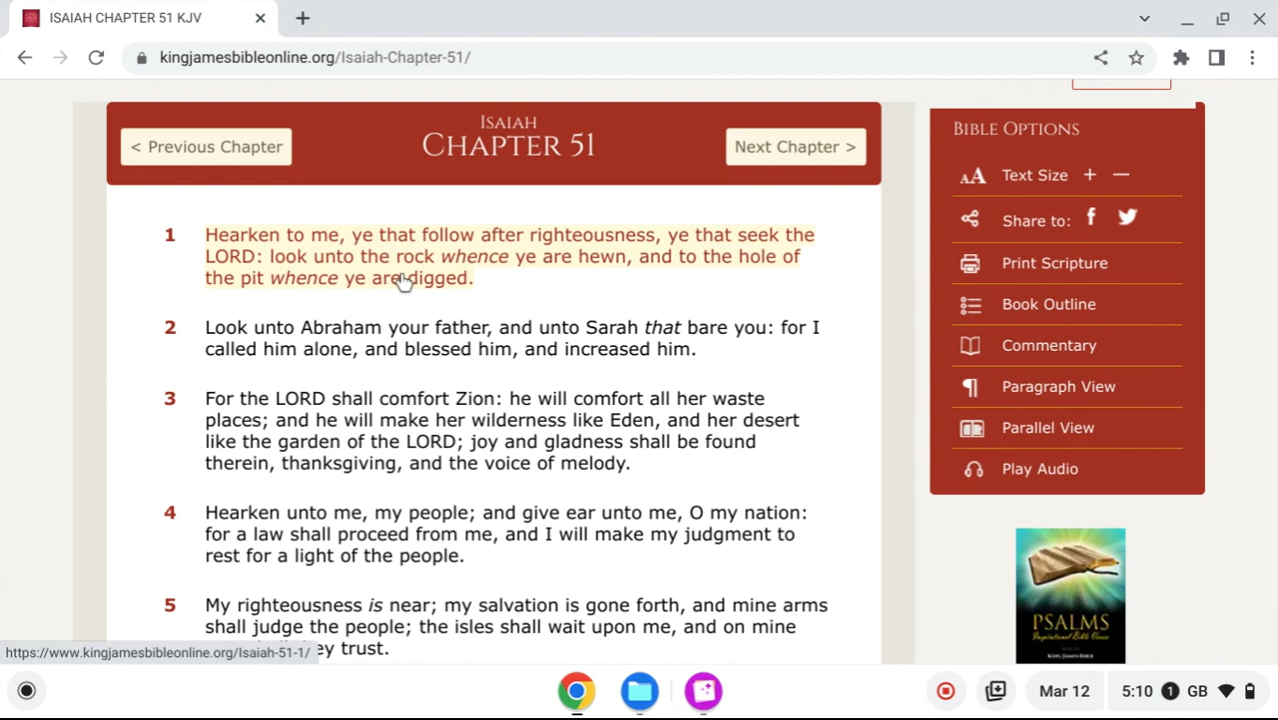 ISAIAH CHAPTER 51 KJV
kingjamesbibleonline.org/Isaiah-Chapter-51/
ISAIAH
CHAPTER 51
< Previous Chapter
Next Chapter >
1 Hearken to me, ye that follow after righteousness, ye that seek the
LORD: look unto the rock whence ye are hewn, and to the hole of
the pit whence ye are digged.
2 Look unto Abraham your father, and unto Sarah that bare you: for I
called him alone, and blessed him, and increased him.
3 For the LORD shall comfort Zion: he will comfort all her waste
places; and he will make her wilderness like Eden, and her desert
like the garden of the LORD; joy and gladness shall be found
therein, thanksgiving, and the voice of melody.
4 Hearken unto me, my people; and give ear unto me, O my nation:
for a law shall proceed from me, and I will make my judgment to
rest for a light of the people.
5 My righteousness is near; my salvation is gone forth, and mine arms
shall judge the people; the isles shall wait upon me, and on mine
trust.
https://www.kingjamesbibleonline.org/Isaiah-51-1/
BIBLE OPTIONS
AA Text Size + —
Share to: f
Print Scripture
Book Outline
Commentary
¶ Paragraph View
Parallel View
Play Audio
PSALMS
Inspirational Bible Verses
KING JAMES BIBLE
Mar 12
5:10 1 GB